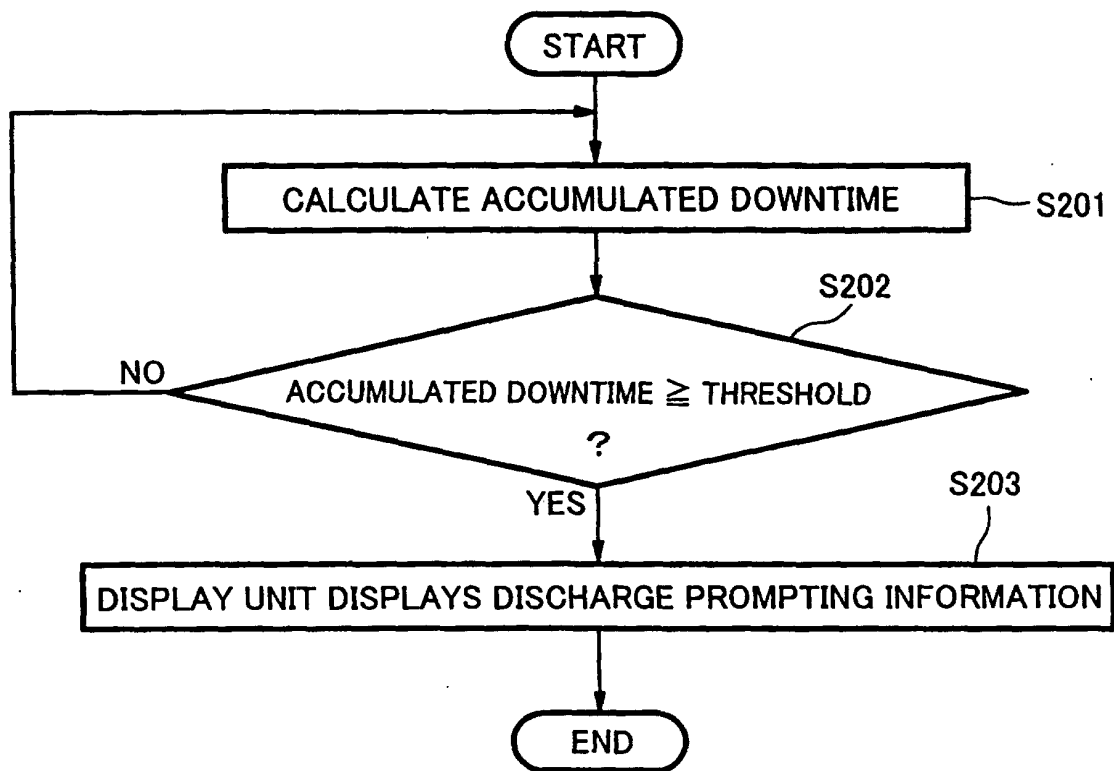 START
CALCULATE ACCUMULATED DOWNTIME
S201
S202
NO
ACCUMULATED DOWNTIME ≧ THRESHOLD
?
YES
S203
DISPLAY UNIT DISPLAYS DISCHARGE PROMPTING INFORMATION
END